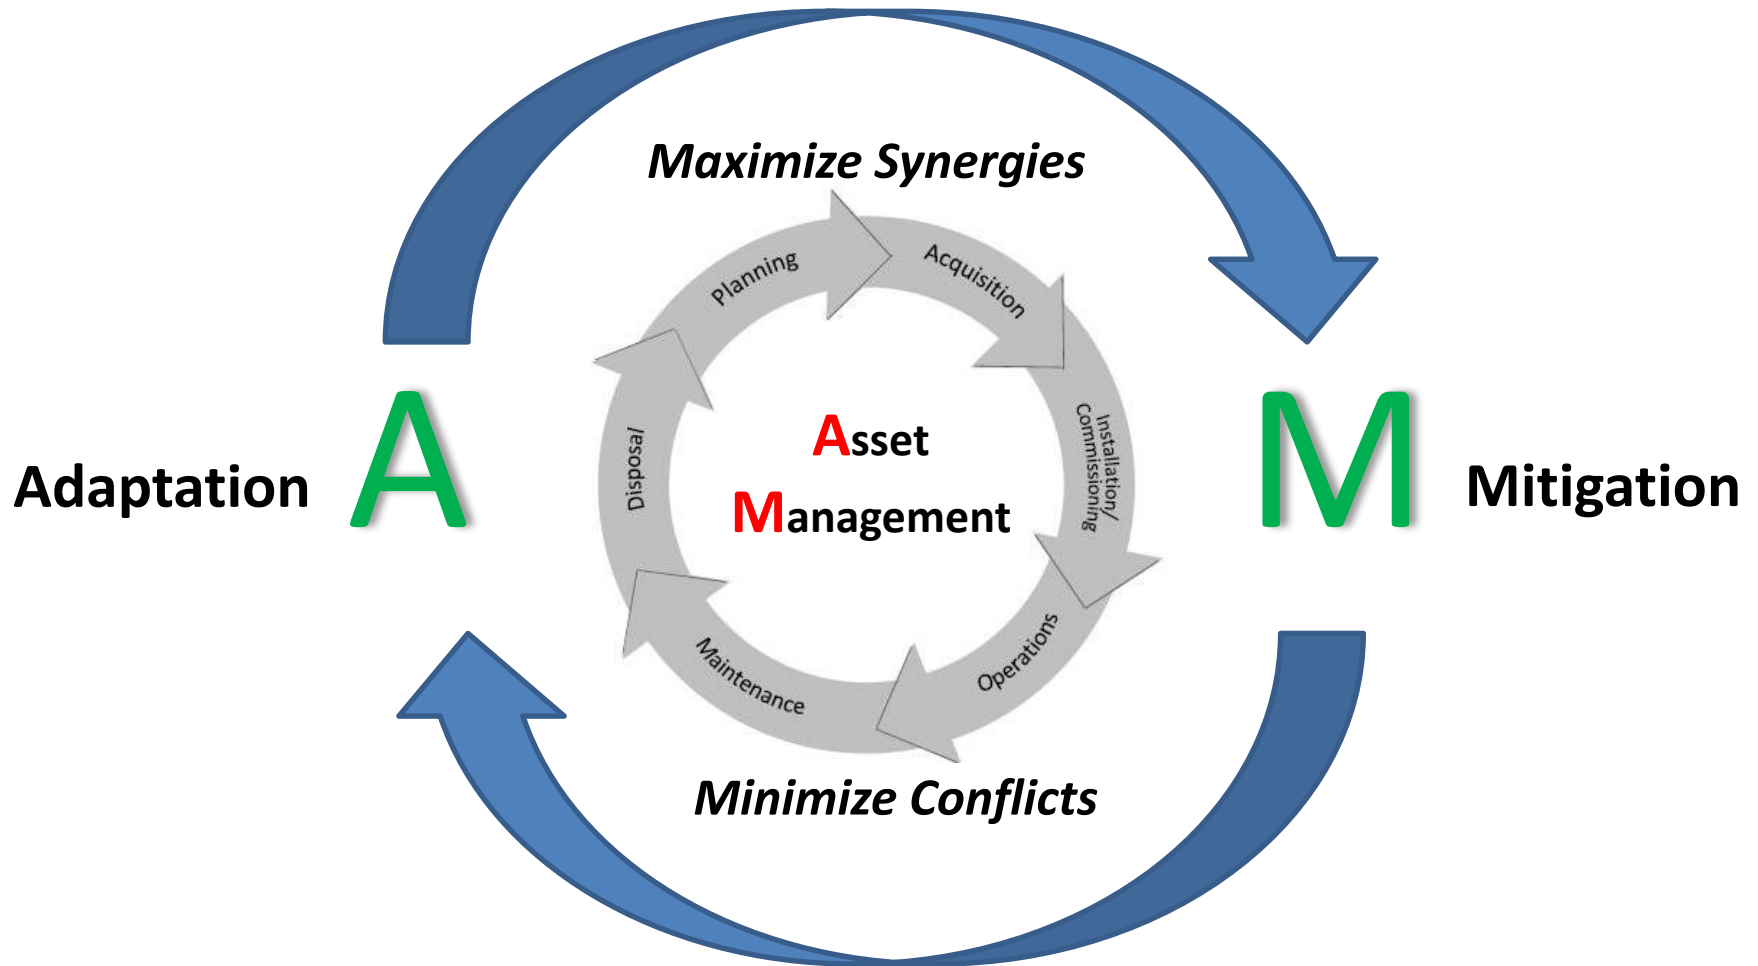 Maximize Synergies
Planning
Acquisition
Installation/
Commissioning
Operations
Maintenance
Disposal
Asset
Management
Adaptation
A
M
Mitigation
Minimize Conflicts